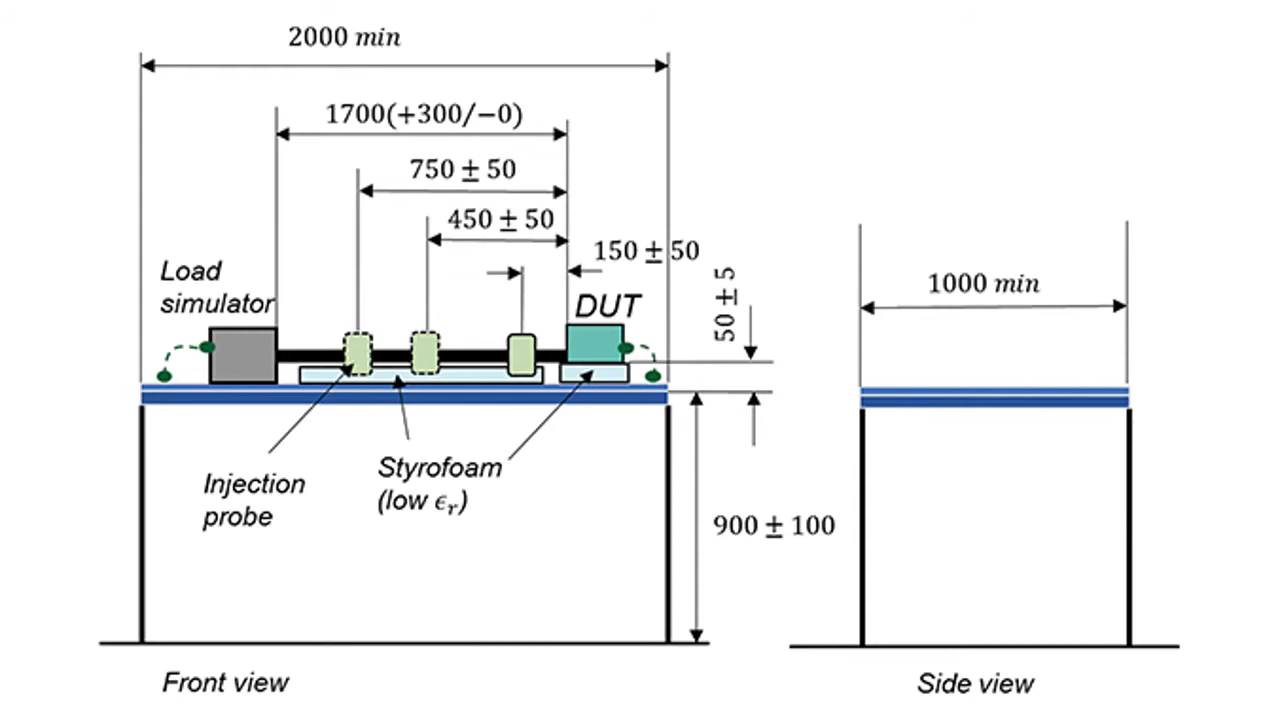 2000 min
1700(+300/−0)
750 ± 50
450 ± 50
150 ± 50
Load
simulator
DUT
50 ± 5
1000 min
Injection
probe
Styrofoam
(low ϵr)
900 ± 100
Front view
Side view